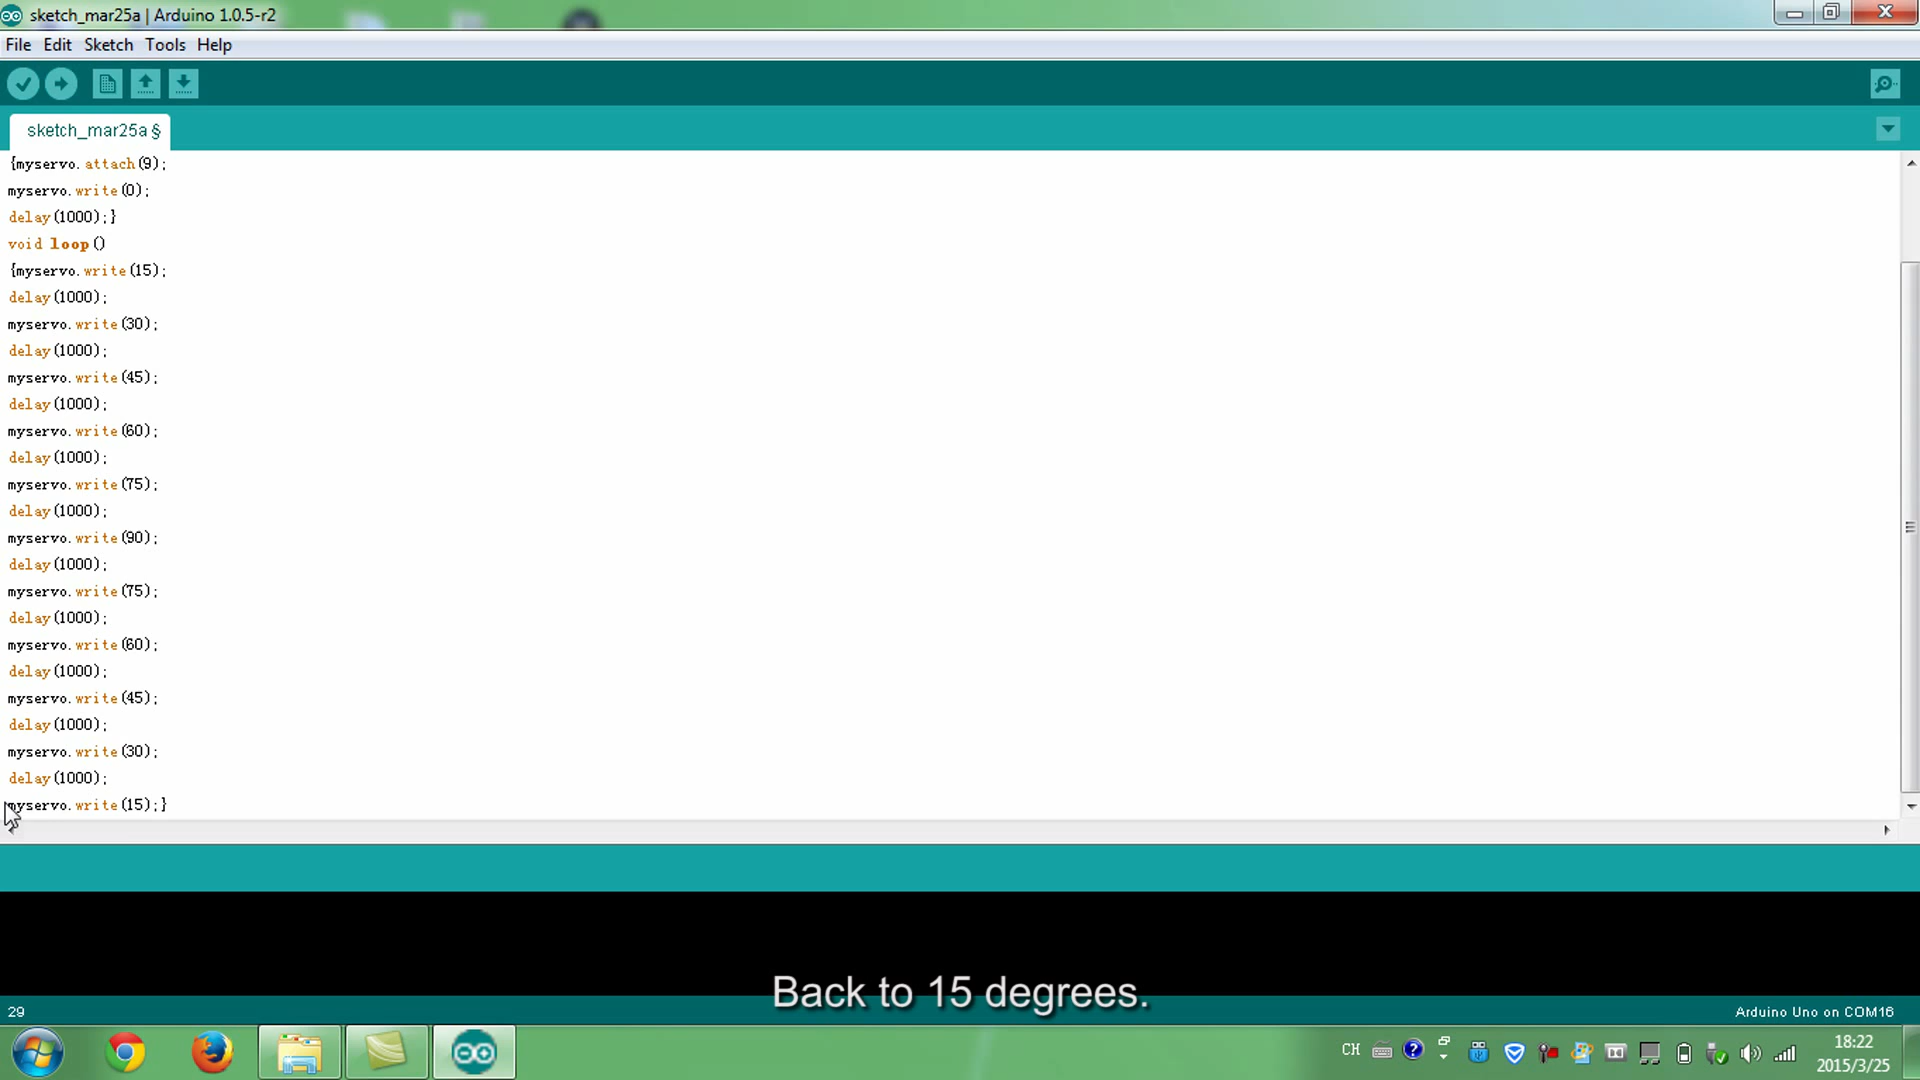 sketch_mar25a | Arduino 1.0.5-r2
File Edit Sketch Tools Help
sketch_mar25a §
{myservo.attach(9);
myservo.write(0);
delay(1000);}
void loop()
{myservo.write(15);
delay(1000);
myservo.write(30);
delay(1000);
myservo.write(45);
delay(1000);
myservo.write(60);
delay(1000);
myservo.write(75);
delay(1000);
myservo.write(90);
delay(1000);
myservo.write(75);
delay(1000);
myservo.write(60);
delay(1000);
myservo.write(45);
delay(1000);
myservo.write(30);
delay(1000);
myservo.write(15);}
Back to 15 degrees.
29
Arduino Uno on COM16
CH
18:22
2015/3/25